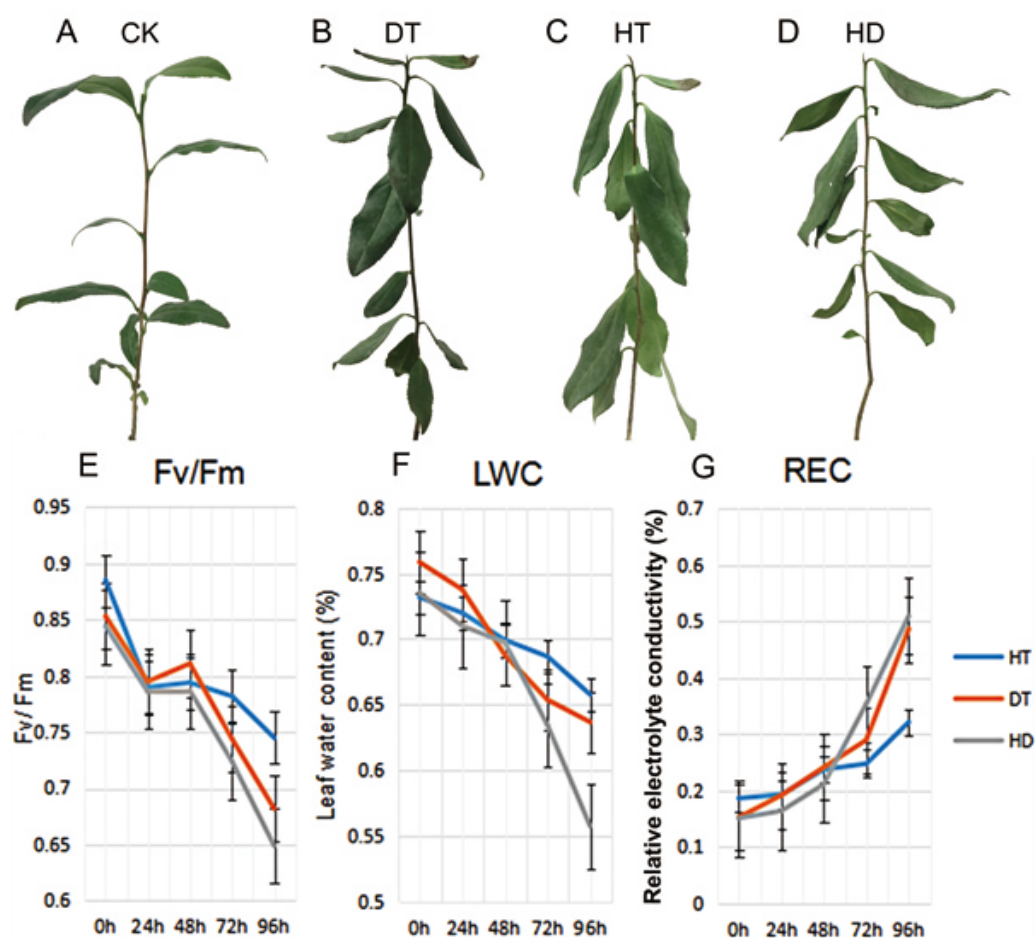 A CK
B DT
C HT
D HD
E Fv/Fm
Fv/ Fm
0.95
0.9
0.85
0.8
0.75
0.7
0.65
0.6
0h 24h 48h 72h 96h
F LWC
Leaf water content (%)
0.8
0.75
0.7
0.65
0.6
0.55
0.5
0h 24h 48h 72h 96h
G REC
Relative electrolyte conductivity (%)
0.7
0.6
0.5
0.4
0.3
0.2
0.1
0
0h 24h 48h 72h 96h
HT
DT
HD